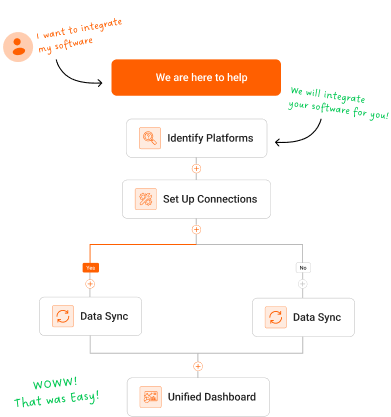 I want to integrate
my software
We are here to help
We will integrate
your software for you!
Identify Platforms
Set Up Connections
Yes
No
Data Sync
Data Sync
WOWW!
That was Easy!
Unified Dashboard